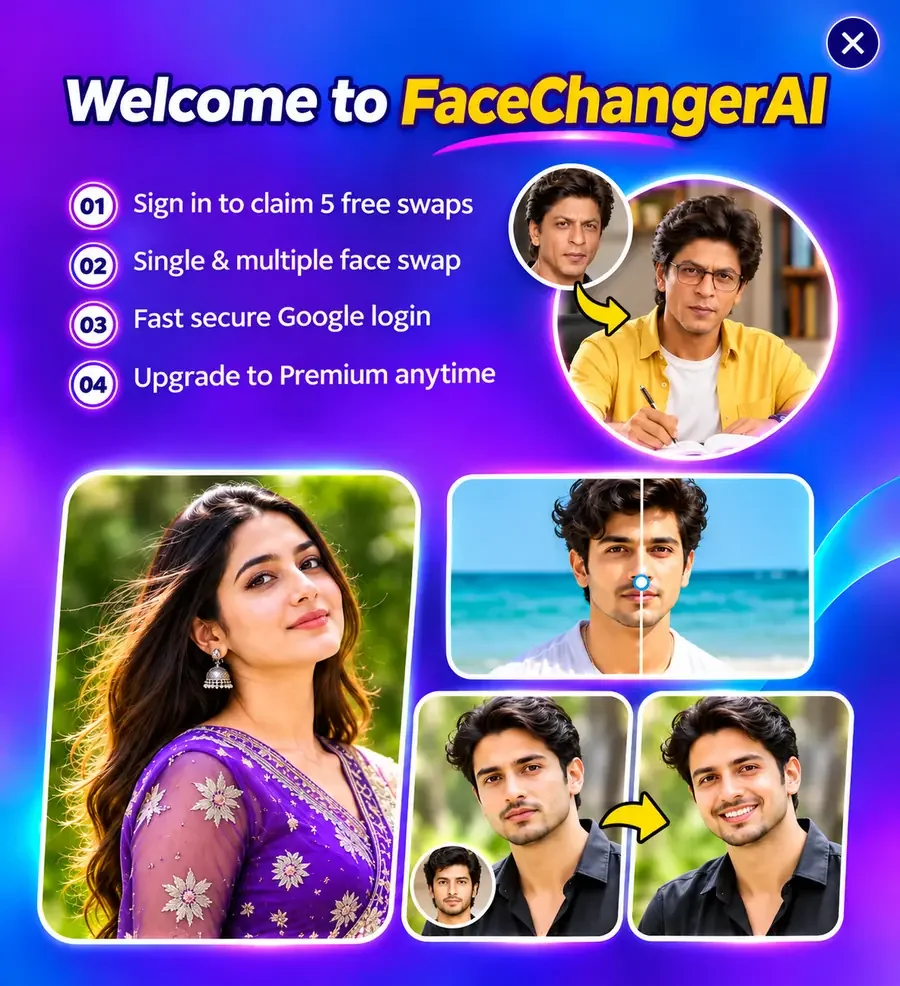 Welcome to FaceChangerAI
01 Sign in to claim 5 free swaps
02 Single & multiple face swap
03 Fast secure Google login
04 Upgrade to Premium anytime